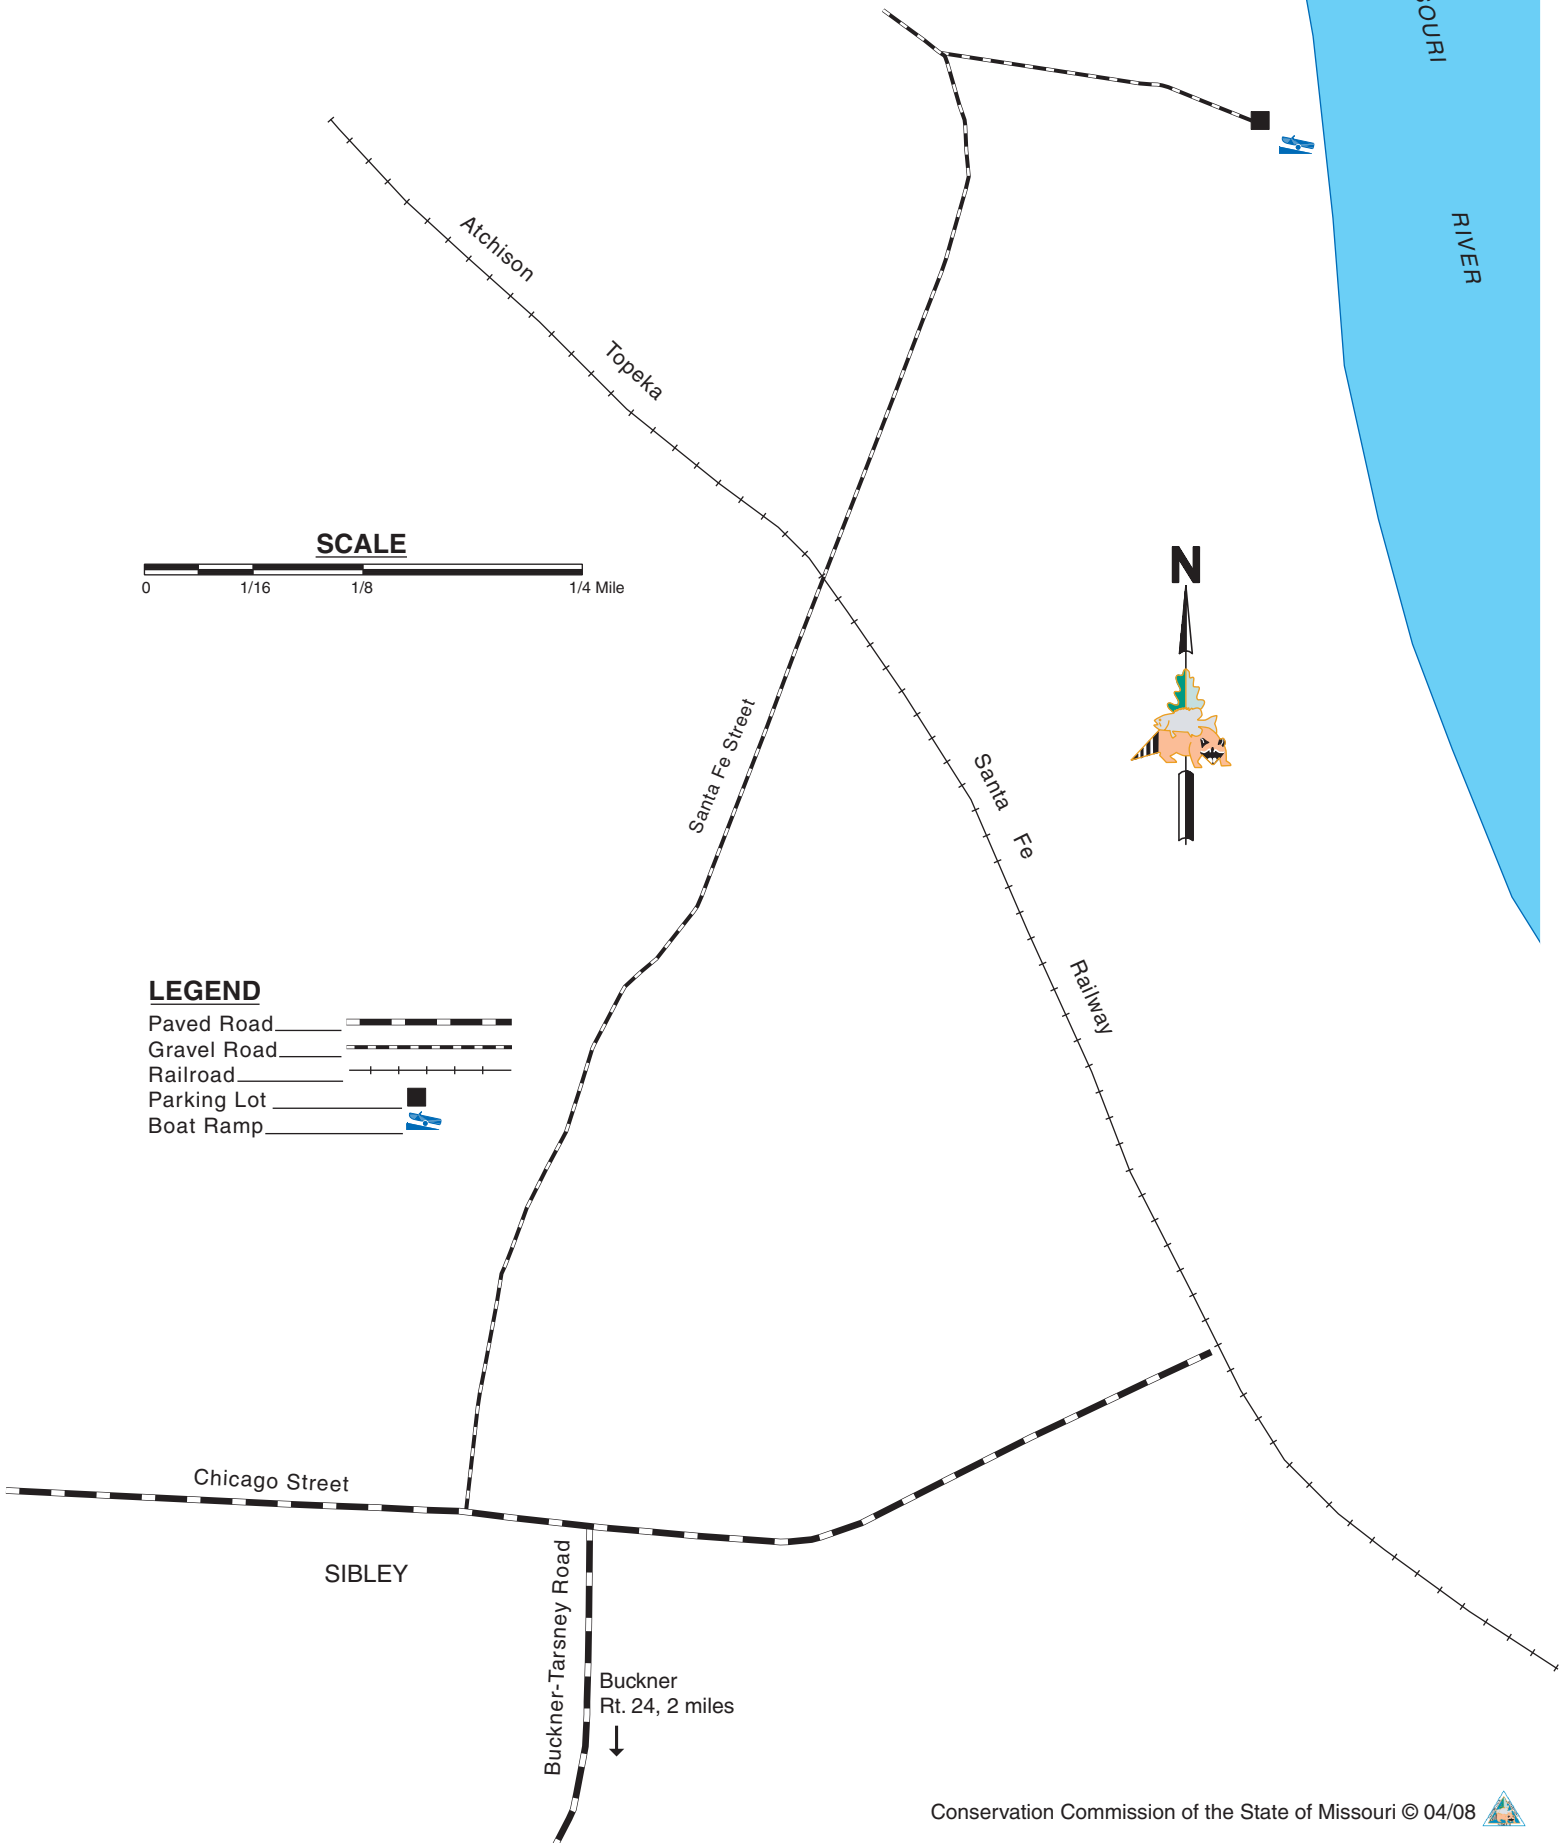 RIVER
Atchison
Topeka
SCALE
0 1/16 1/8 1/4 Mile
N
Santa Fe Street
Santa Fe Railway
LEGEND
Paved Road
Gravel Road
Railroad
Parking Lot
Boat Ramp
Chicago Street
SIBLEY
Buckner-Tarsney Road
Buckner
Rt. 24, 2 miles
Conservation Commission of the State of Missouri © 04/08